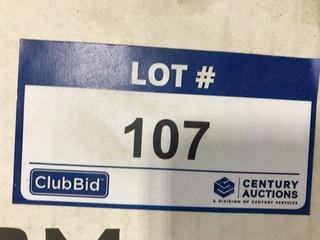 LOT #
107
ClubBid
CENTURY
AUCTIONS
A DIVISION OF CENTURY SERVICES